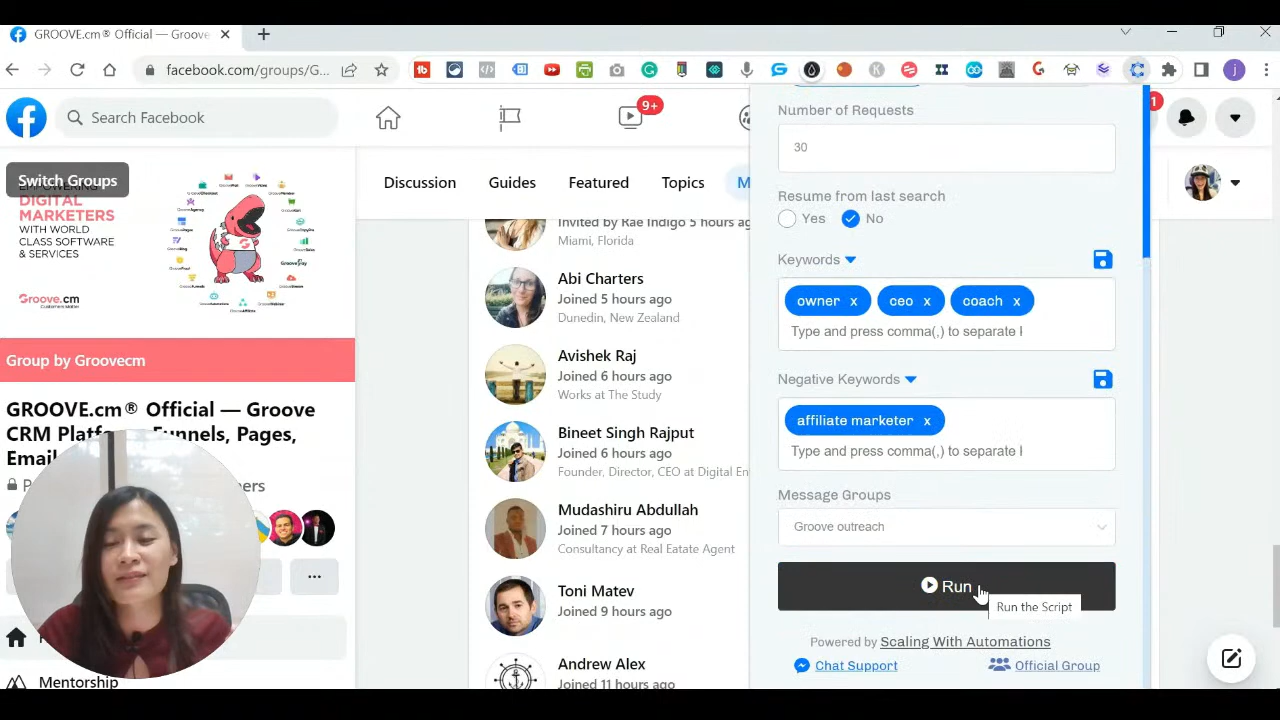 GROOVE.cm® Official — Groove
facebook.com/groups/G...
Search Facebook
9+
1
Switch Groups
DIGITAL
MARKETERS
WITH WORLD
CLASS SOFTWARE
& SERVICES
Groove.cm
Group by Groovecm
GROOVE.cm® Official — Groove
CRM Platf
Funnels, Pages,
Email
ers
Mentorship
Discussion
Guides
Featured
Topics
M
Invited by Rae Indigo 5 hours ago
Miami, Florida
Abi Charters
Joined 5 hours ago
Dunedin, New Zealand
Avishek Raj
Joined 6 hours ago
Works at The Study
Bineet Singh Rajput
Joined 6 hours ago
Founder, Director, CEO at Digital En
Mudashiru Abdullah
Joined 7 hours ago
Consultancy at Real Eatate Agent
Toni Matev
Joined 9 hours ago
Andrew Alex
Joined 11 hours ago
Number of Requests
30
Resume from last search
Yes No
Keywords
owner x ceo x coach x
Type and press comma(,) to separate
Negative Keywords
affiliate marketer x
Type and press comma(,) to separate
Message Groups
Groove outreach
Run
Run the Script
Powered by Scaling With Automations
Chat Support
Official Group